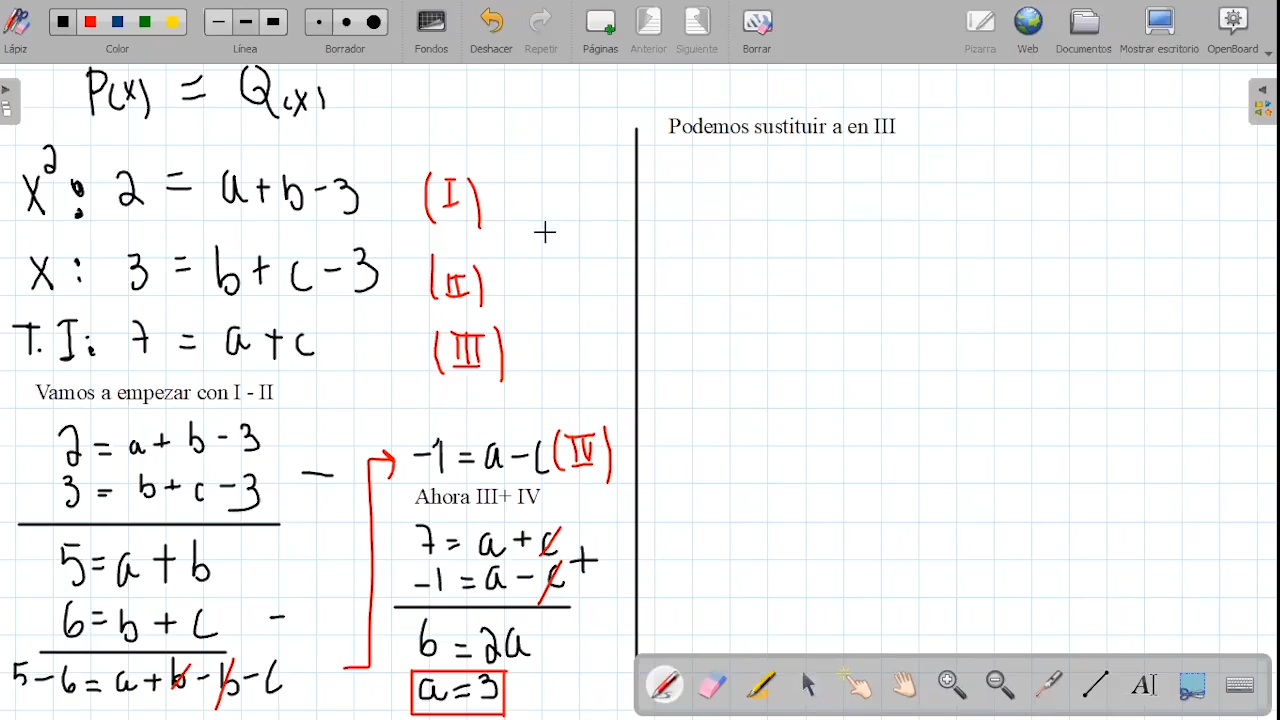 Lápiz
Color
Línea
Borrador
Fondos
Deshacer
Repetir
Páginas
Anterior
Siguiente
Borrar
Pizarra
Web
Documentos
Mostrar escritorio
OpenBoard
P(x) = Q(x)
x²: 2 = a+b-3 (I)
x: 3 = b+c-3 (II)
T.I: 7 = a+c (III)
Vamos a empezar con I - II
2 = a+b-3
3 = b+c-3 −
5 = a+b
6 = b+c −
5-6 = a+b-b-c
-1 = a-c (IV)
Ahora III+ IV
7 = a+c
-1 = a-c +
6 = 2a
a = 3
Podemos sustituir a en III
AI